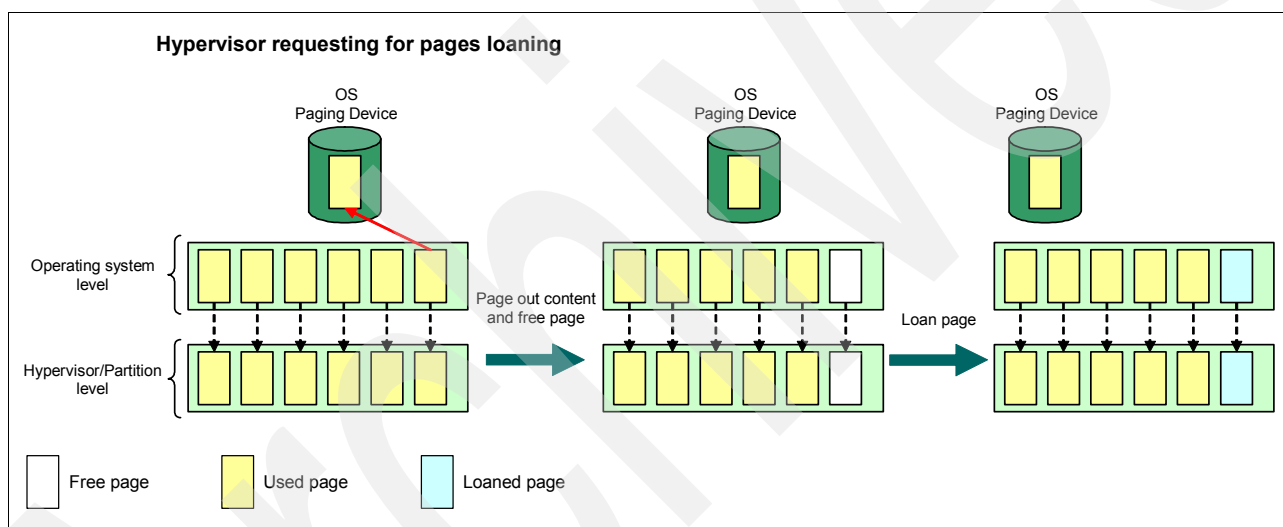 Hypervisor requesting for pages loaning
OS
Paging Device
OS
Paging Device
OS
Paging Device
Operating system
level
Page out content
and free page
Loan page
Hypervisor/Partition
level
Free page
Used page
Loaned page